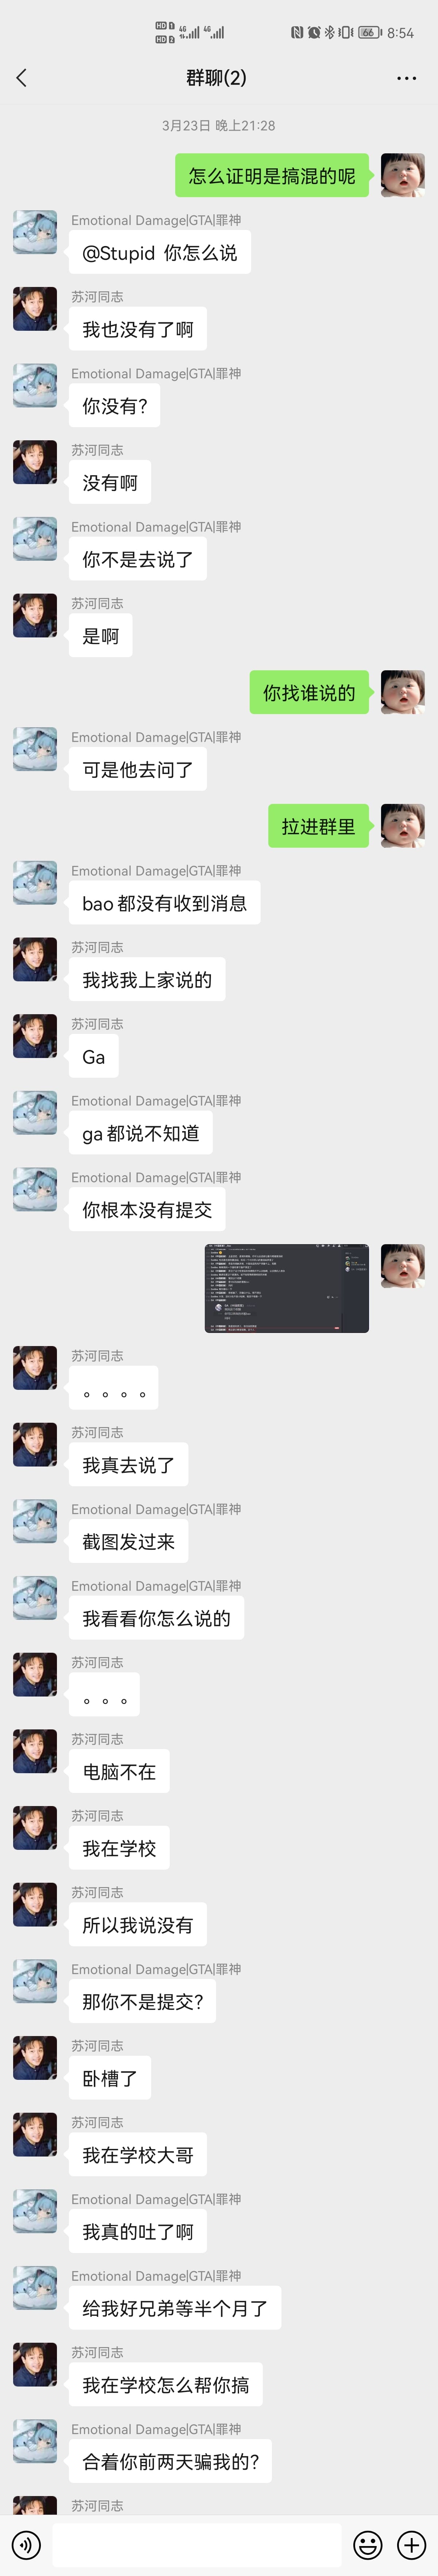 HD 1 4G 4G
HD 2
66 8:54
群聊(2)
3月23日 晚上21:28
怎么证明是搞混的呢
Emotional Damage|GTA|罪神
@Stupid 你怎么说
苏河同志
我也没有了啊
Emotional Damage|GTA|罪神
你没有？
苏河同志
没有啊
Emotional Damage|GTA|罪神
你不是去说了
苏河同志
是啊
你找谁说的
Emotional Damage|GTA|罪神
可是他去问了
拉进群里
Emotional Damage|GTA|罪神
bao 都没有收到消息
苏河同志
我找我上家说的
苏河同志
Ga
Emotional Damage|GTA|罪神
ga 都说不知道
Emotional Damage|GTA|罪神
你根本没有提交
苏河同志
。。。。
苏河同志
我真去说了
Emotional Damage|GTA|罪神
截图发过来
Emotional Damage|GTA|罪神
我看看你怎么说的
苏河同志
。。。
苏河同志
电脑不在
苏河同志
我在学校
苏河同志
所以我说没有
Emotional Damage|GTA|罪神
那你不是提交？
苏河同志
卧槽了
苏河同志
我在学校大哥
Emotional Damage|GTA|罪神
我真的吐了啊
Emotional Damage|GTA|罪神
给我好兄弟等半个月了
苏河同志
我在学校怎么帮你搞
Emotional Damage|GTA|罪神
合着你前两天骗我的？
苏河同志